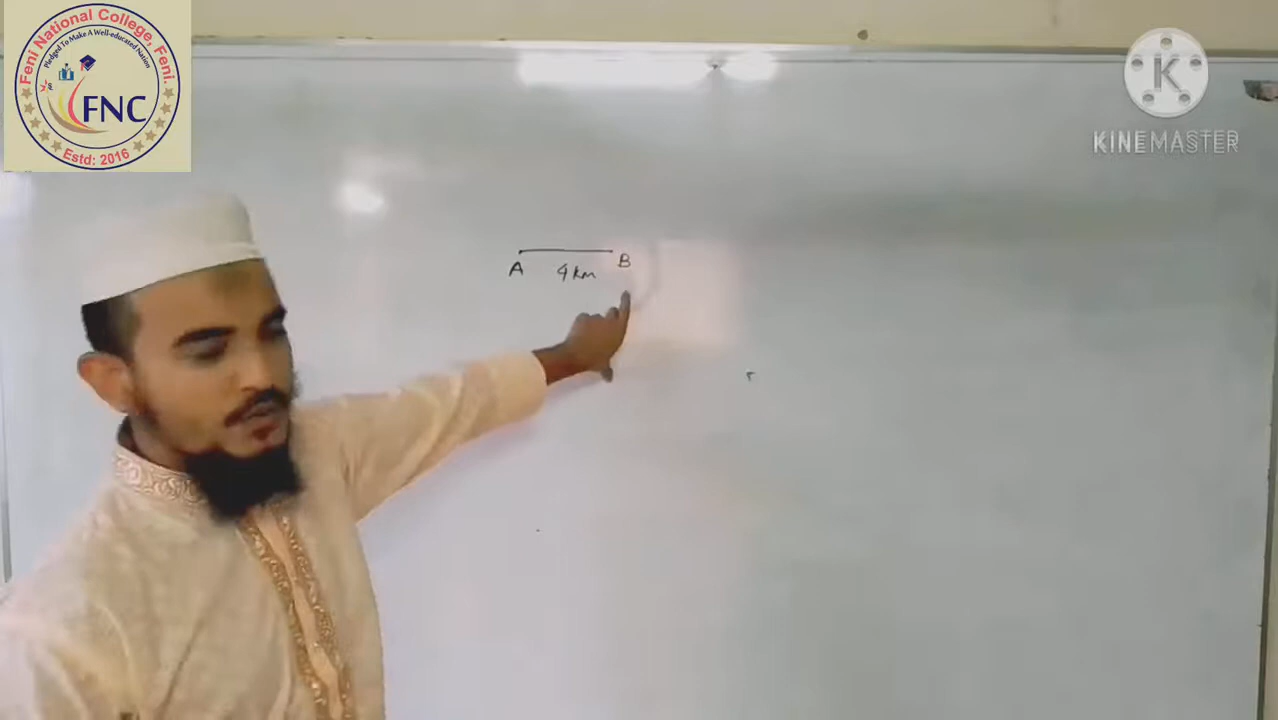 Feni National College, Feni.
Pledged To Make A Well-educated Nation
FNC
Estd: 2016
K
KINEMASTER
A 4 km B